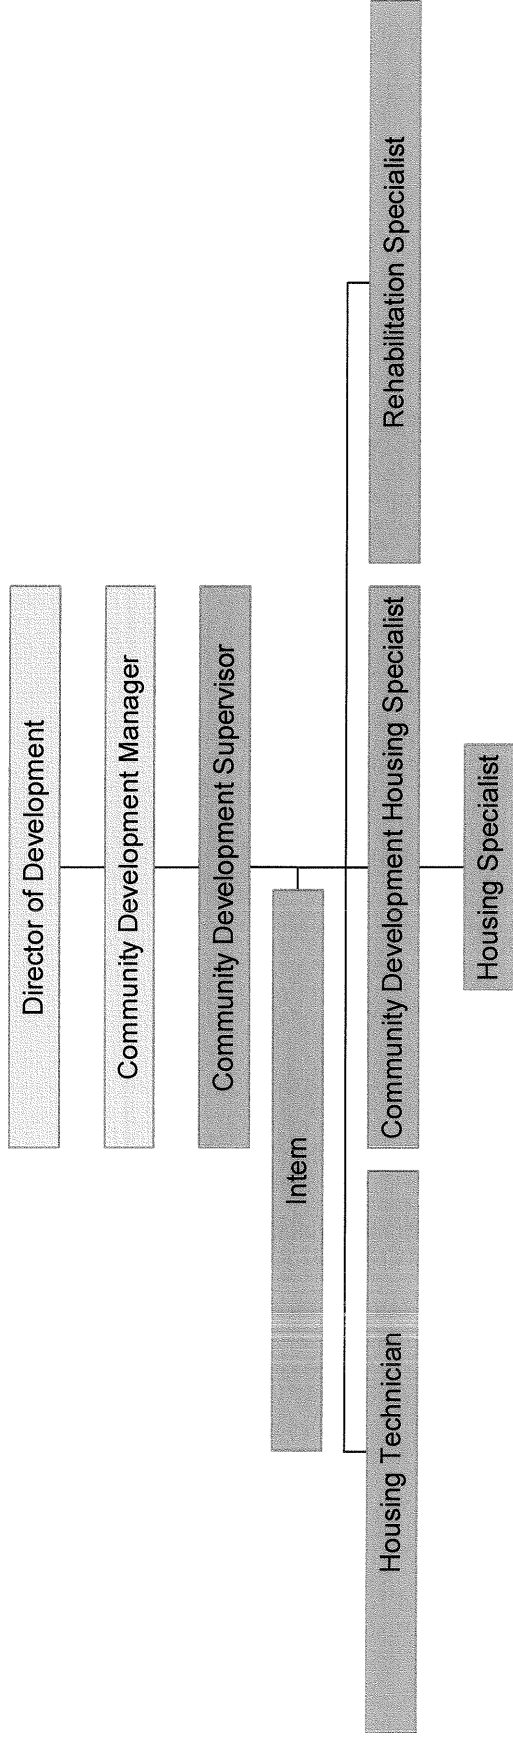 Director of Development
Community Development Manager
Community Development Supervisor
Intern
Housing Technician
Community Development Housing Specialist
Rehabilitation Specialist
Housing Specialist